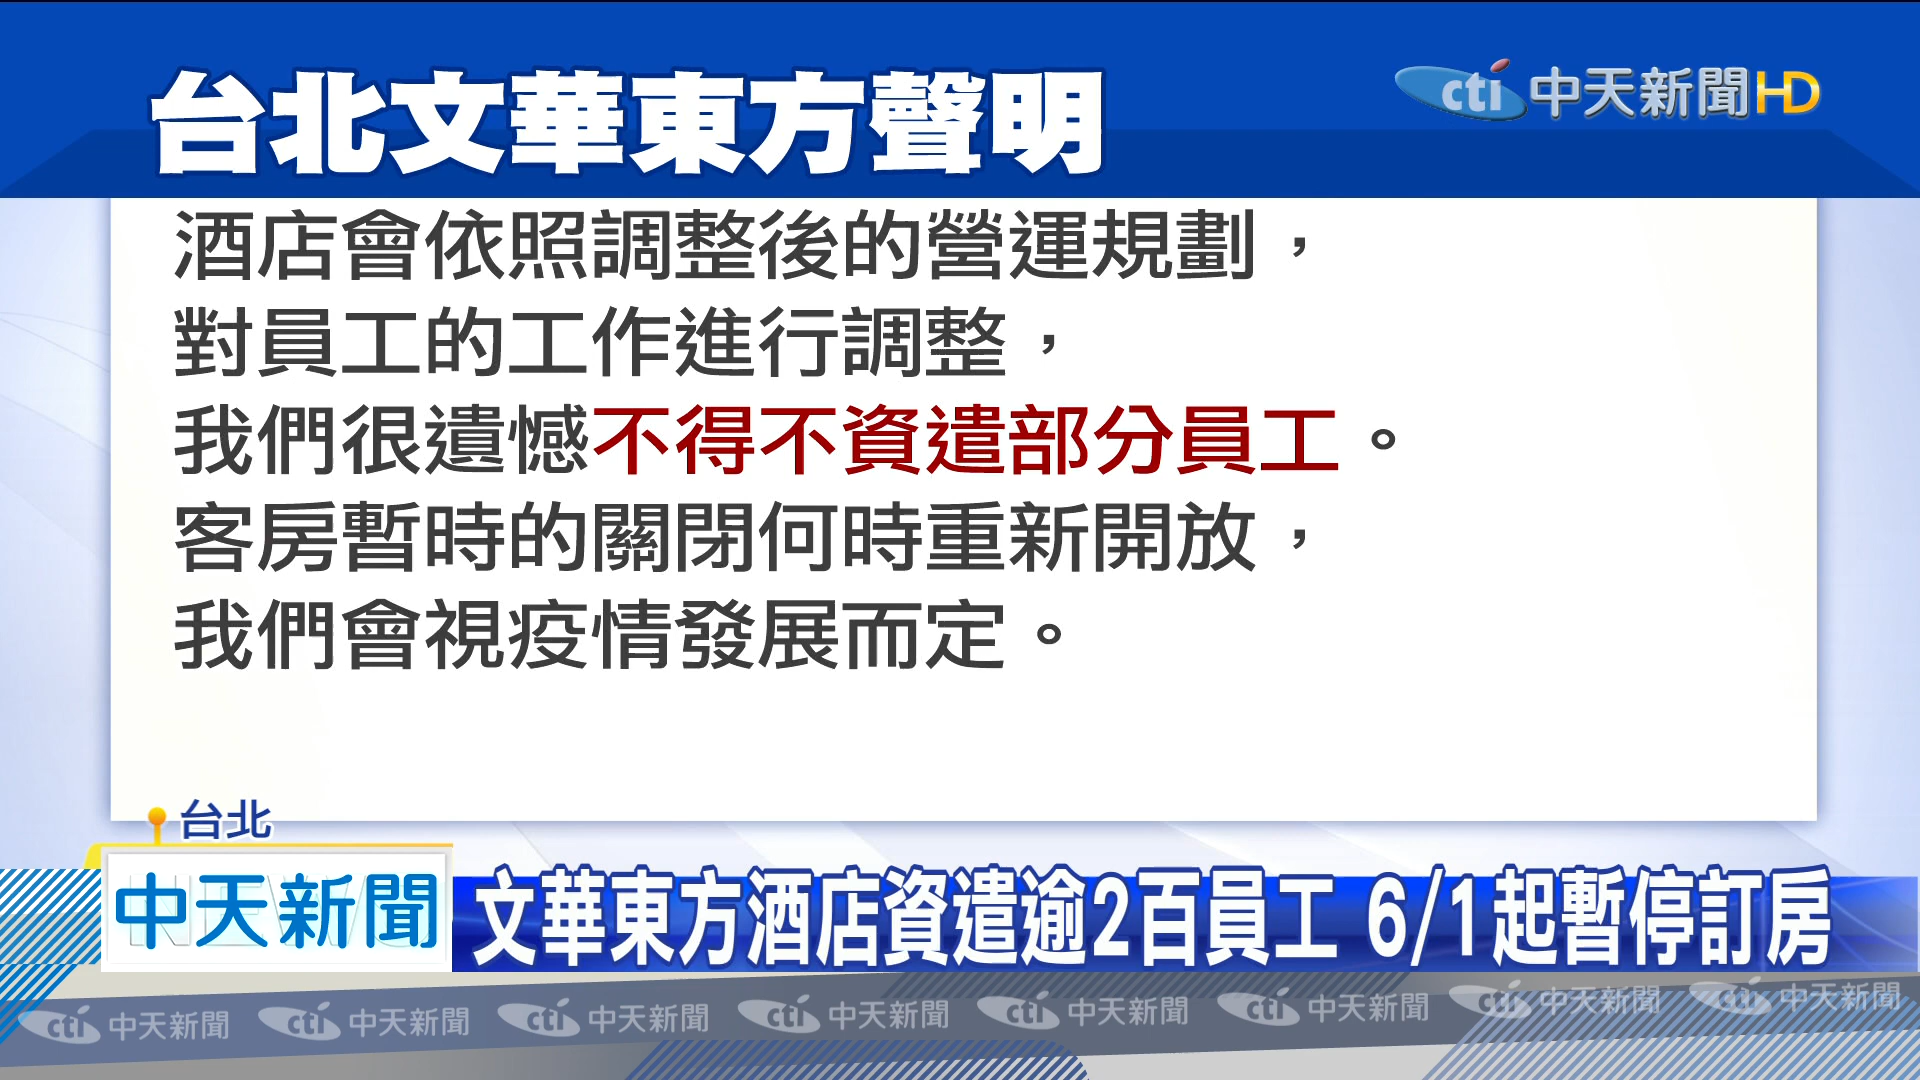 台北文華東方聲明
cti 中天新聞HD
酒店會依照調整後的營運規劃，
對員工的工作進行調整，
我們很遺憾不得不資遣部分員工。
客房暫時的關閉何時重新開放，
我們會視疫情發展而定。
台北
中天新聞
文華東方酒店資遣逾2百員工 6/1起暫停訂房
cti 中天新聞 cti 中天新聞 cti 中天新聞 cti 中天新聞 cti 中天新聞 cti 中天新聞 cti 中天新聞 cti 中天新聞